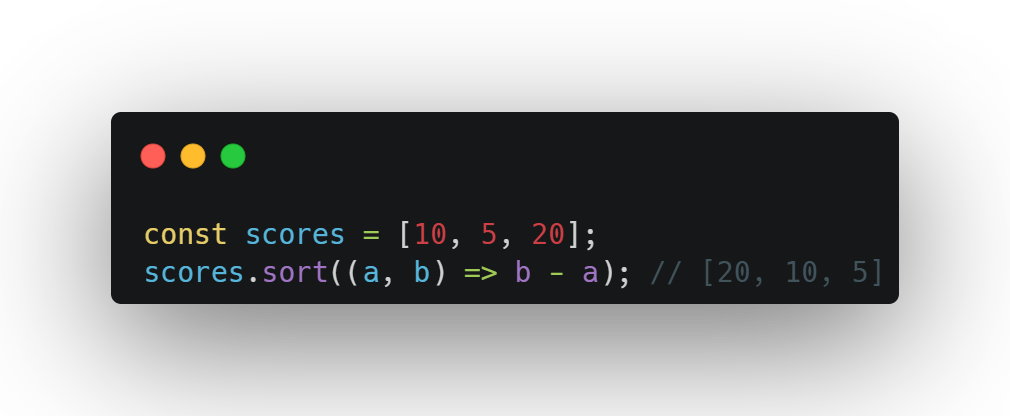 const scores = [10, 5, 20];
scores.sort((a, b) => b - a); // [20, 10, 5]